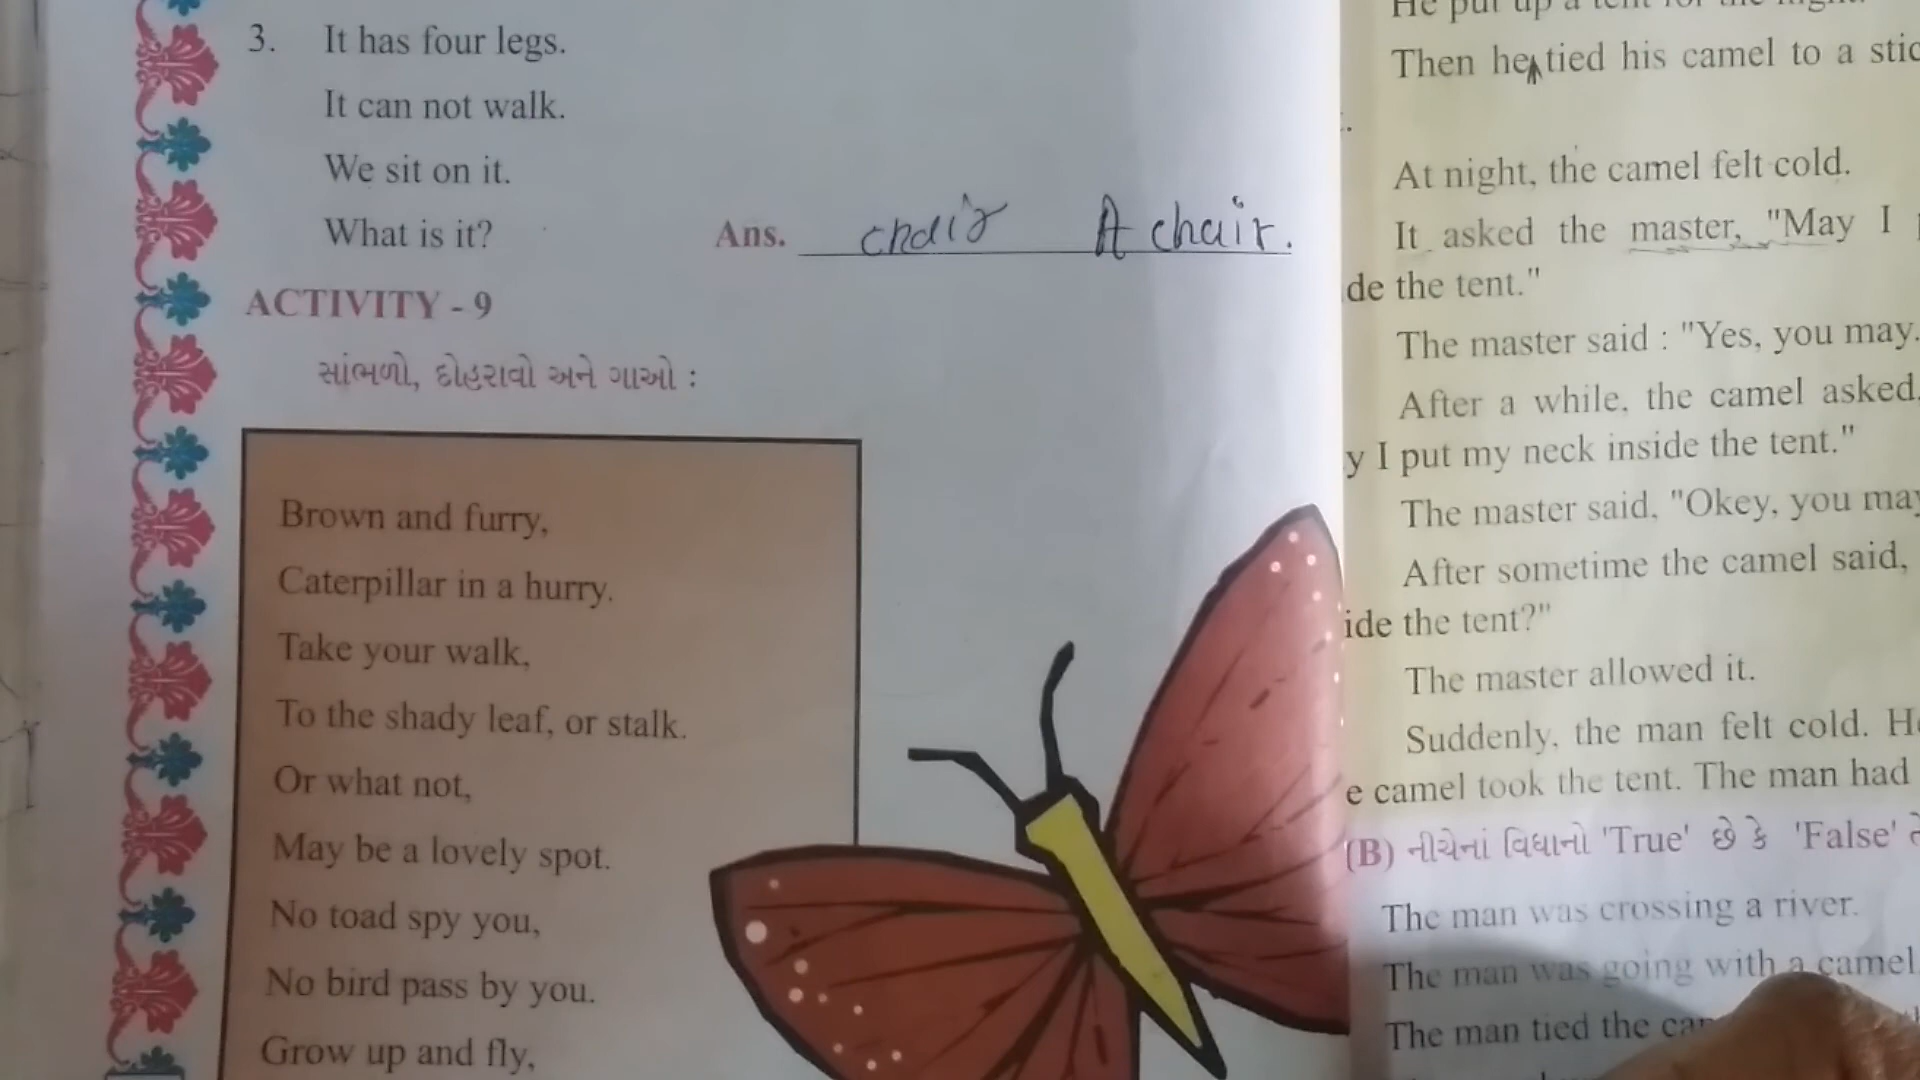 3. It has four legs.
It can not walk.
We sit on it.
What is it? Ans. chair A chair.
ACTIVITY - 9
સાંભળો, દોહરાવો અને ગાઓ :
Brown and furry,
Caterpillar in a hurry.
Take your walk,
To the shady leaf, or stalk.
Or what not,
May be a lovely spot.
No toad spy you,
No bird pass by you.
Grow up and fly,
He put up a tent for the night.
Then he tied his camel to a
At night, the camel felt cold.
It asked the master, "May I
the tent."
The master said : "Yes, you may.
After a while, the camel asked,
I put my neck inside the tent."
The master said, "Okey, you
After sometime the camel said,
the tent?"
The master allowed it.
Suddenly, the man felt cold.
camel took the tent. The man had
(B) નીચેનાં વિધાનો 'True' છે કે 'False'
The man was crossing a river.
The man was going with a camel
The man tied the